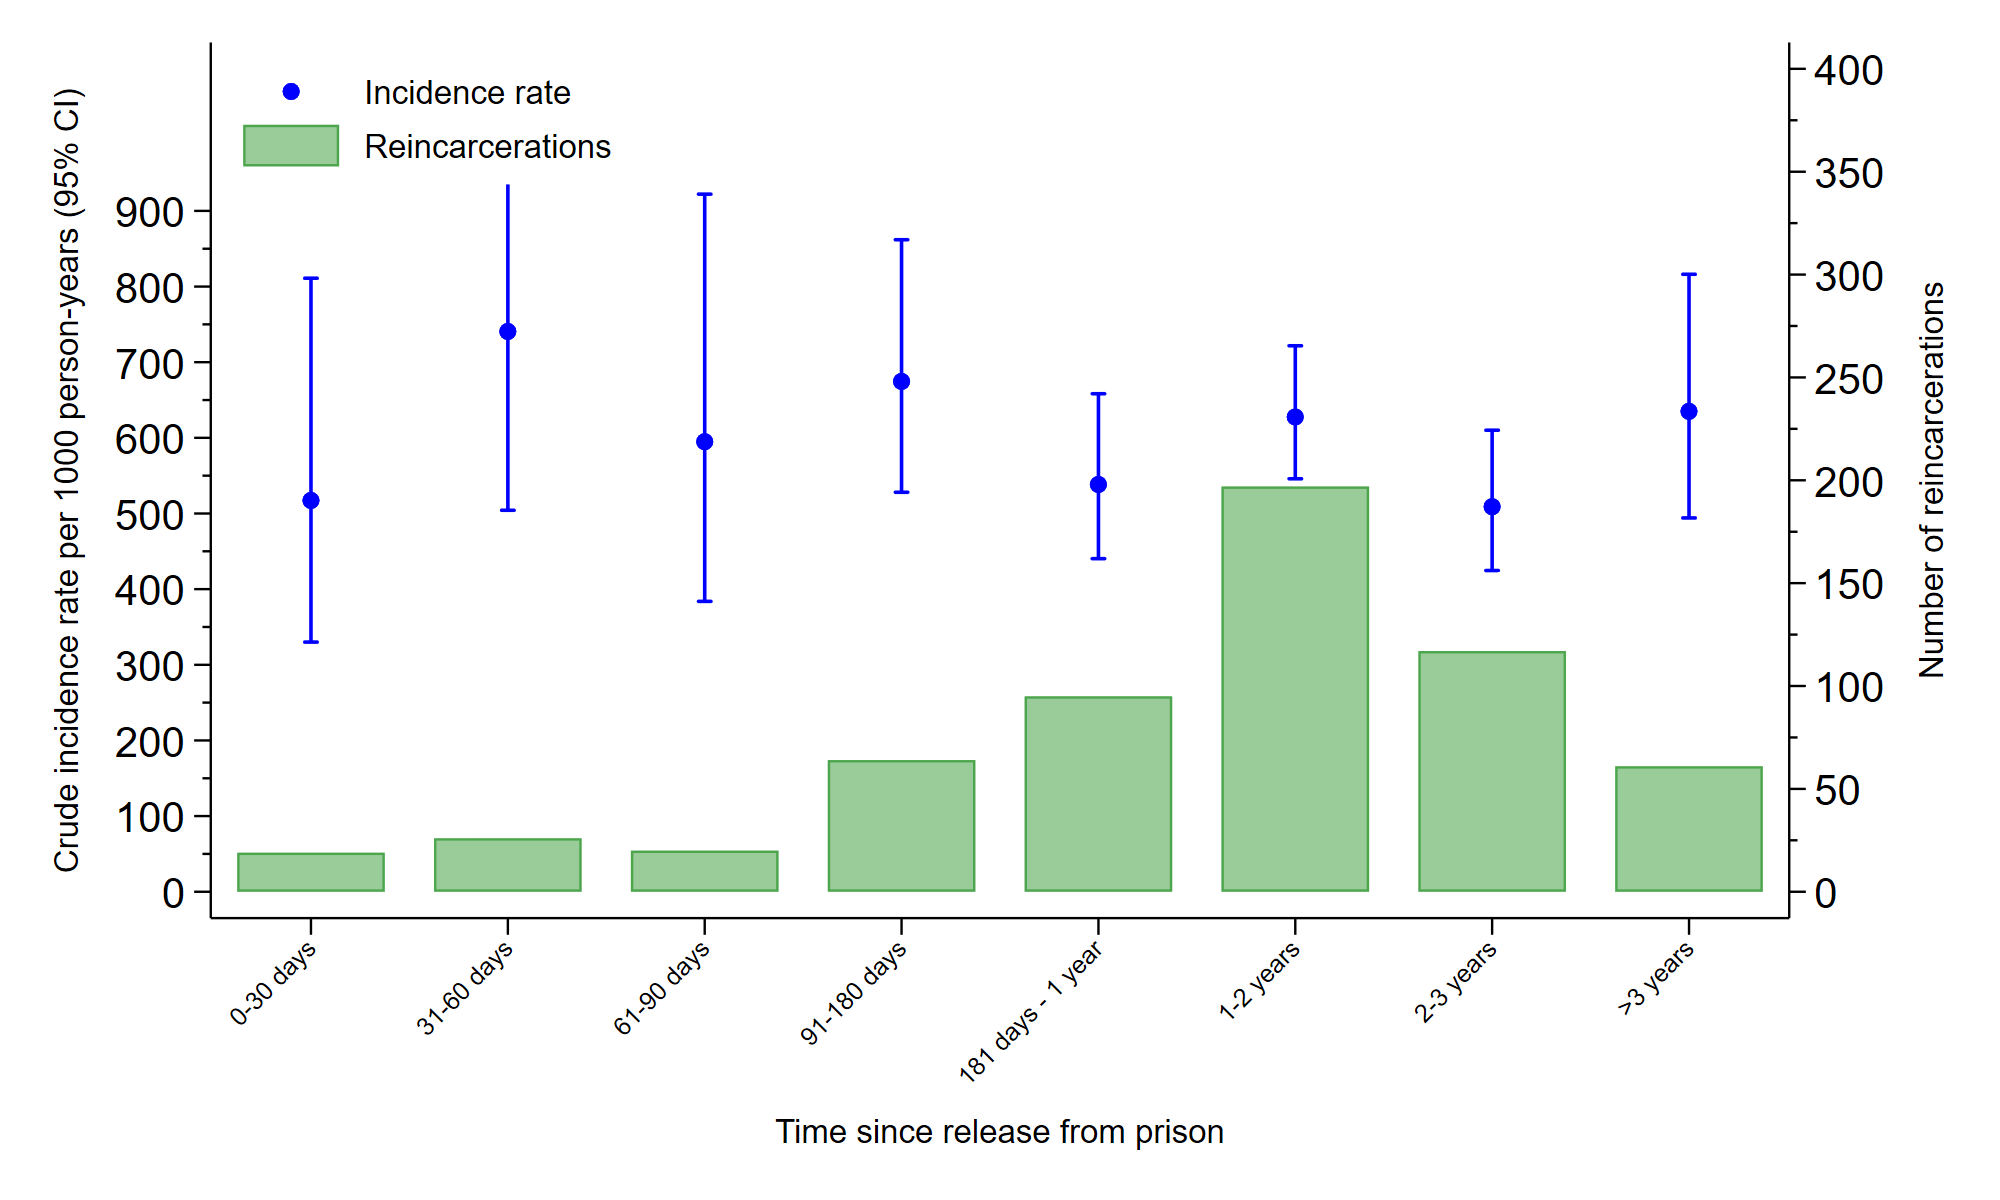 Incidence rate
Reincarcerations
Crude incidence rate per 1000 person-years (95% CI)
900
800
700
600
500
400
300
200
100
0
400
350
300
250
200
150
100
50
0
Number of reincarcerations
0-30 days
31-60 days
61-90 days
91-180 days
181 days - 1 year
1-2 years
2-3 years
>3 years
Time since release from prison